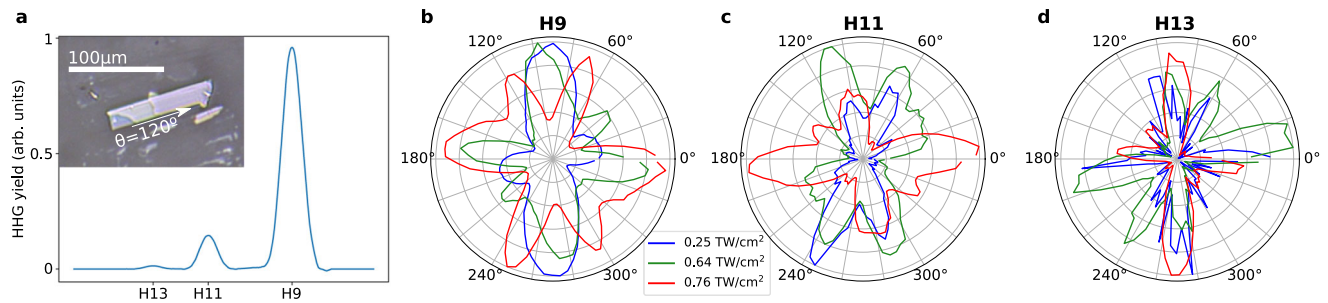 a
HHG yield (arb. units)
1
0.5
0
H13
H11
H9
100μm
θ=120º
b
H9
120°
60°
180°
0°
240°
300°
c
H11
120°
60°
180°
0°
240°
300°
d
H13
120°
60°
180°
0°
240°
300°
0.25 TW/cm²
0.64 TW/cm²
0.76 TW/cm²